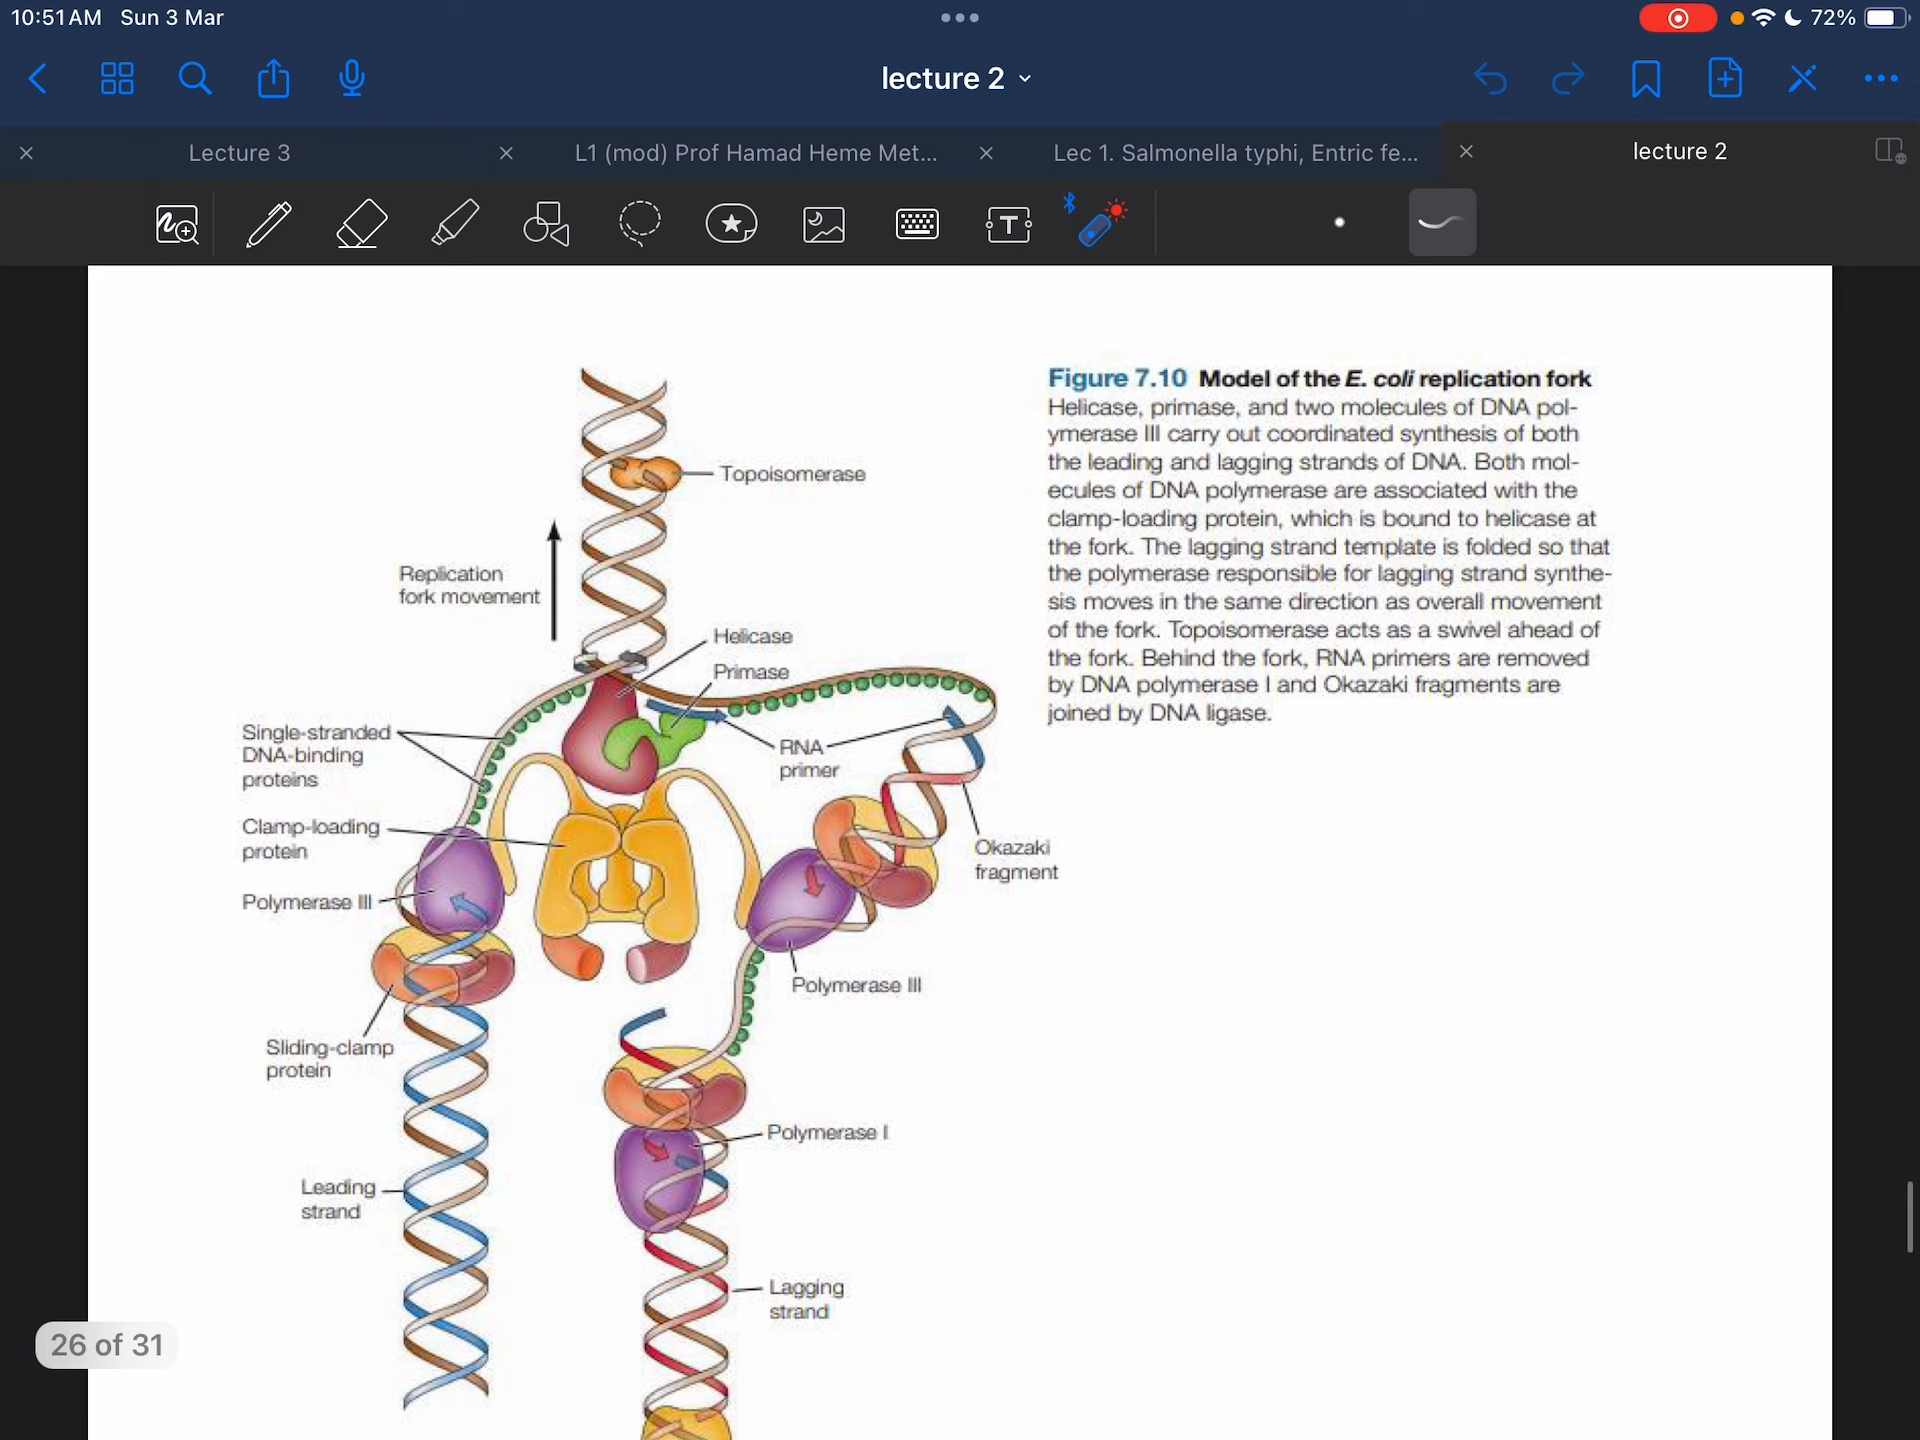 10:51AM Sun 3 Mar
72%
lecture 2
Lecture 3
L1 (mod) Prof Hamad Heme Met...
Lec 1. Salmonella typhi, Entric fe...
lecture 2
Figure 7.10 Model of the E. coli replication fork
Helicase, primase, and two molecules of DNA pol-
ymerase III carry out coordinated synthesis of both
the leading and lagging strands of DNA. Both mol-
ecules of DNA polymerase are associated with the
clamp-loading protein, which is bound to helicase at
the fork. The lagging strand template is folded so that
the polymerase responsible for lagging strand synthe-
sis moves in the same direction as overall movement
of the fork. Topoisomerase acts as a swivel ahead of
the fork. Behind the fork, RNA primers are removed
by DNA polymerase I and Okazaki fragments are
joined by DNA ligase.
Topoisomerase
Replication
fork movement
Helicase
Primase
Single-stranded
DNA-binding
proteins
RNA
primer
Clamp-loading
protein
Okazaki
fragment
Polymerase III
Polymerase III
Sliding-clamp
protein
Polymerase I
Leading
strand
Lagging
strand
26 of 31